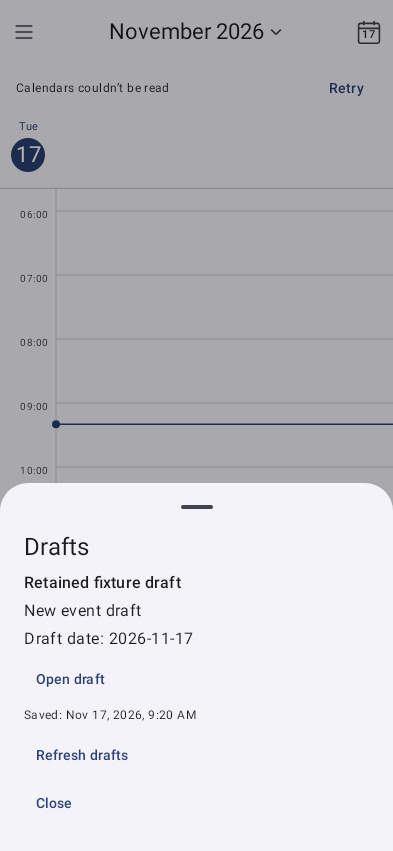 November 2026
17
Calendars couldn’t be read
Retry
Tue
17
06:00
07:00
08:00
09:00
10:00
Drafts
Retained fixture draft
New event draft
Draft date: 2026-11-17
Open draft
Saved: Nov 17, 2026, 9:20 AM
Refresh drafts
Close